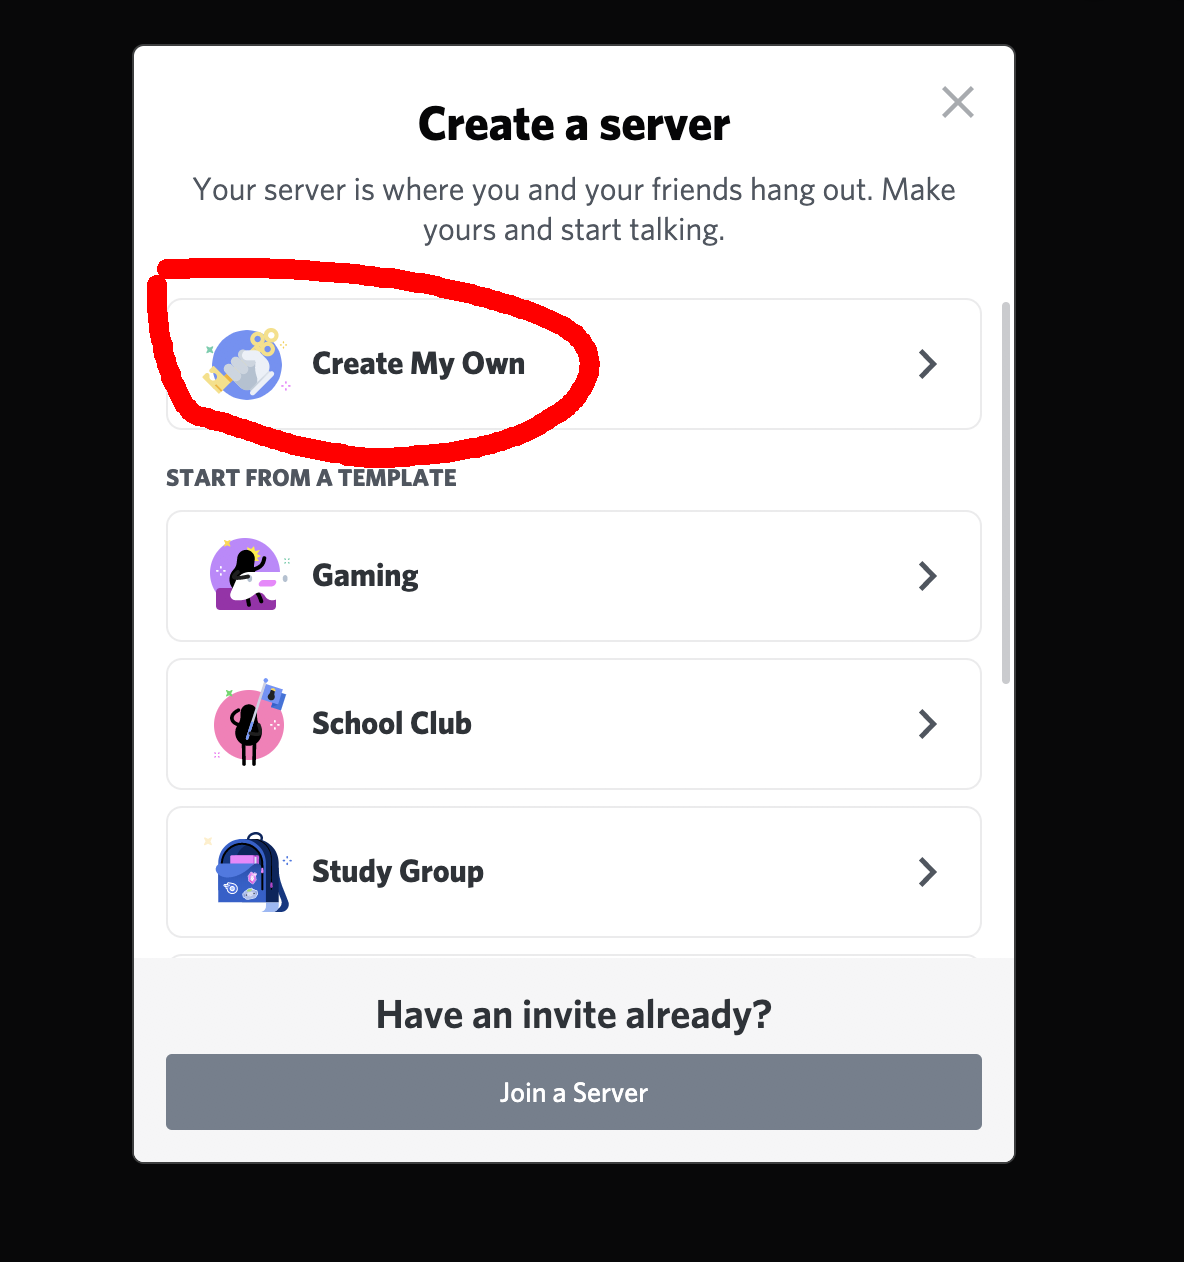 Create a server
Your server is where you and your friends hang out. Make
yours and start talking.
Create My Own
START FROM A TEMPLATE
Gaming
School Club
Study Group
Have an invite already?
Join a Server